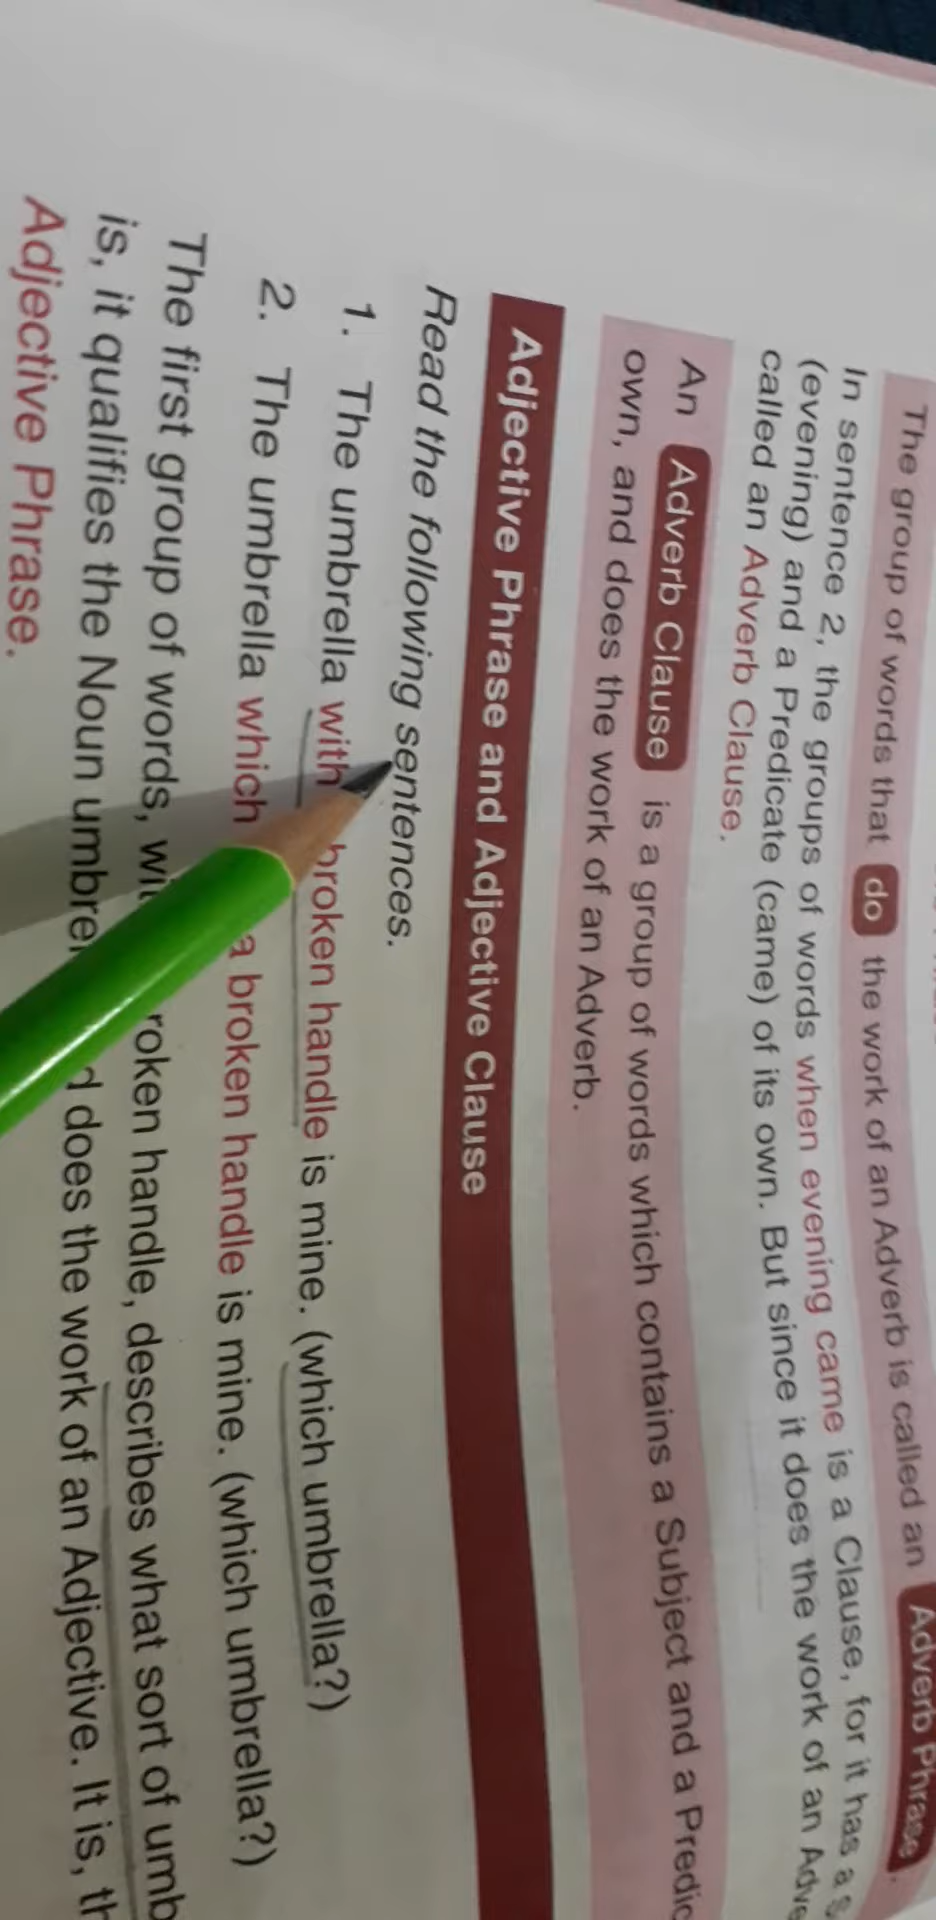 The group of words that do the work of an Adverb is called an Adverb Phrase.
In sentence 2, the groups of words when evening came is a Clause, for it has a
(evening) and a Predicate (came) of its own. But since it does the work of an
called an Adverb Clause.
An Adverb Clause is a group of words which contains a Subject and a
own, and does the work of an Adverb.
Adjective Phrase and Adjective Clause
Read the following sentences.
1. The umbrella with broken handle is mine. (which umbrella?)
2. The umbrella which a broken handle is mine. (which umbrella?)
The first group of words, handle, describes what sort of
is, it qualifies the Noun does the work of an Adjective. It is,
Adjective Phrase.